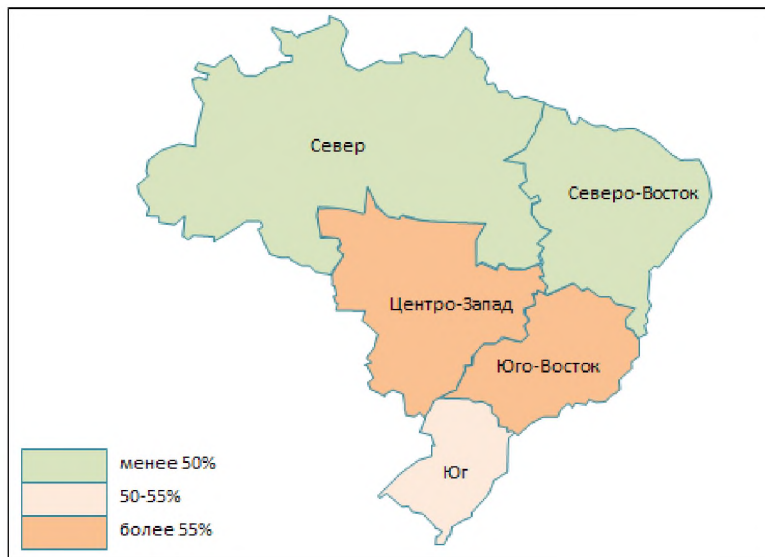 Север
Северо-Восток
Центро-Запад
Юго-Восток
Юг
менее 50%
50-55%
более 55%